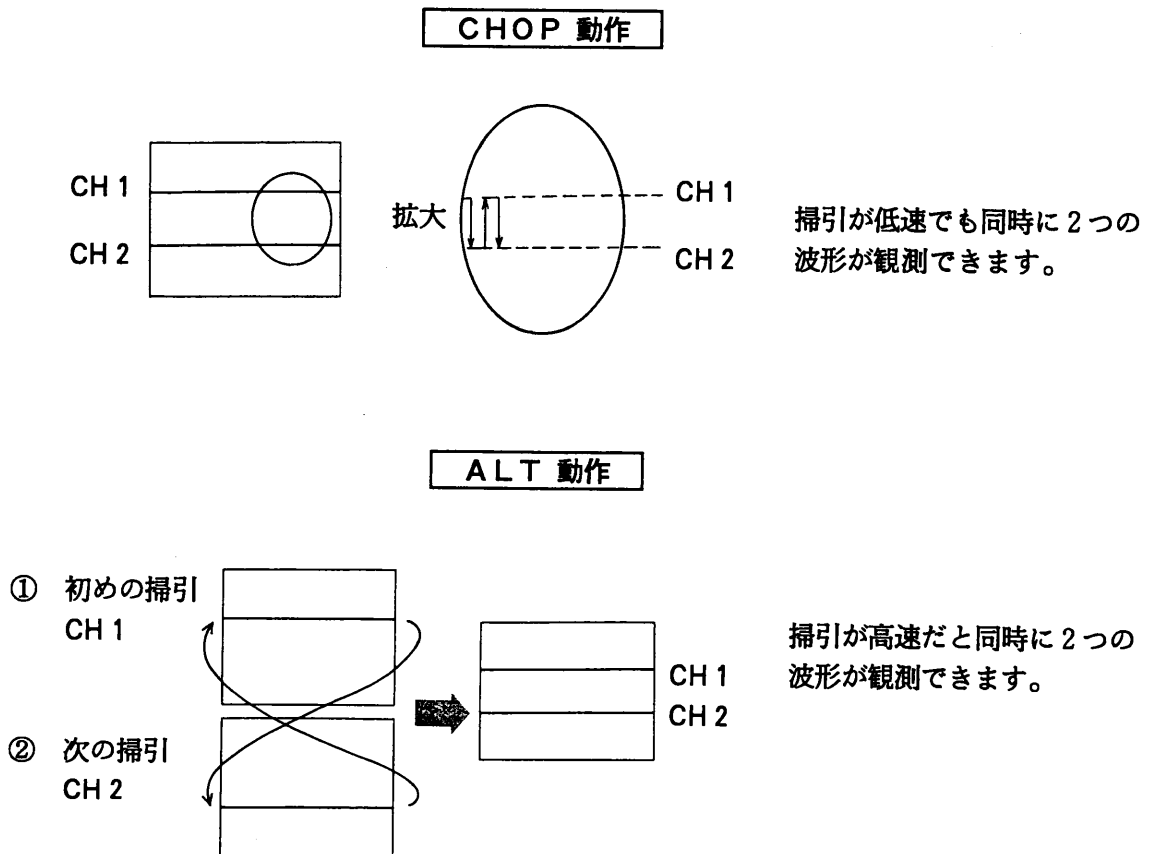 CHOP 動作
CH 1
CH 2
拡大
CH 1
CH 2
掃引が低速でも同時に2つの
波形が観測できます。
ALT 動作
① 初めの掃引
CH 1
② 次の掃引
CH 2
CH 1
CH 2
掃引が高速だと同時に2つの
波形が観測できます。